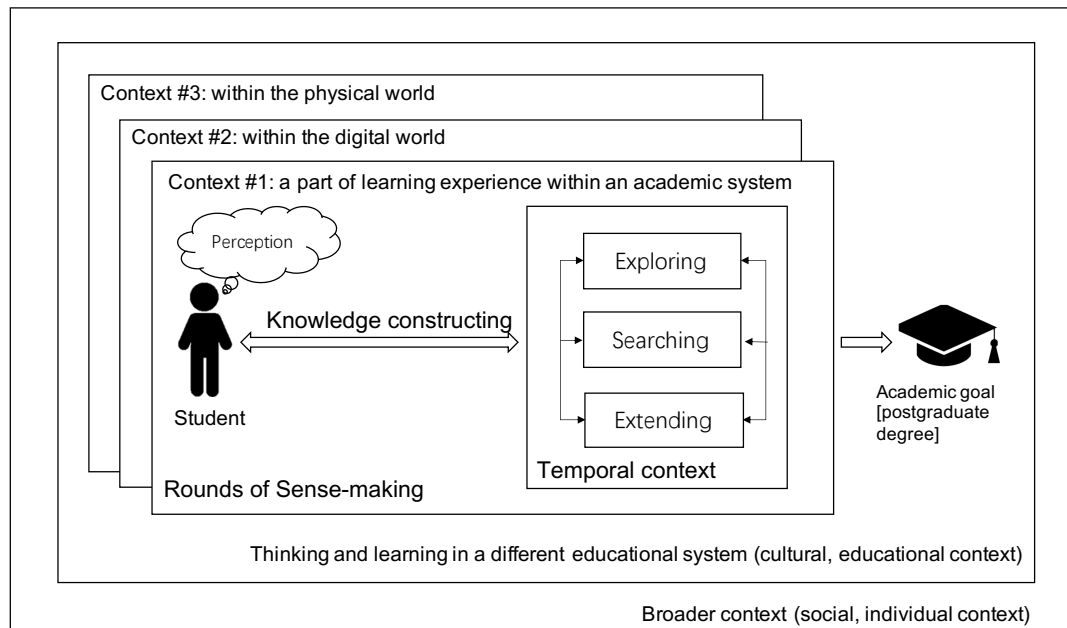 Context #3: within the physical world
Context #2: within the digital world
Context #1: a part of learning experience within an academic system
Perception
Exploring
Knowledge constructing
Searching
Student
Extending
Academic goal
[postgraduate
degree]
Temporal context
Rounds of Sense-making
Thinking and learning in a different educational system (cultural, educational context)
Broader context (social, individual context)